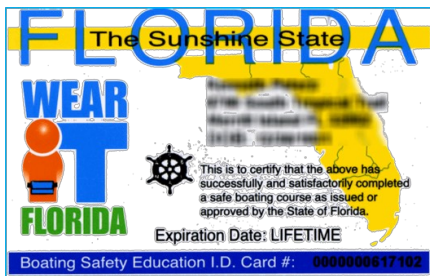 FLORIDA
The Sunshine State
WEAR
iT
FLORIDA
This is to certify that the above has
successfully and satisfactorily completed
a safe boating course as issued or
approved by the State of Florida.
Expiration Date: LIFETIME
Boating Safety Education I.D. Card #: 0000000617102